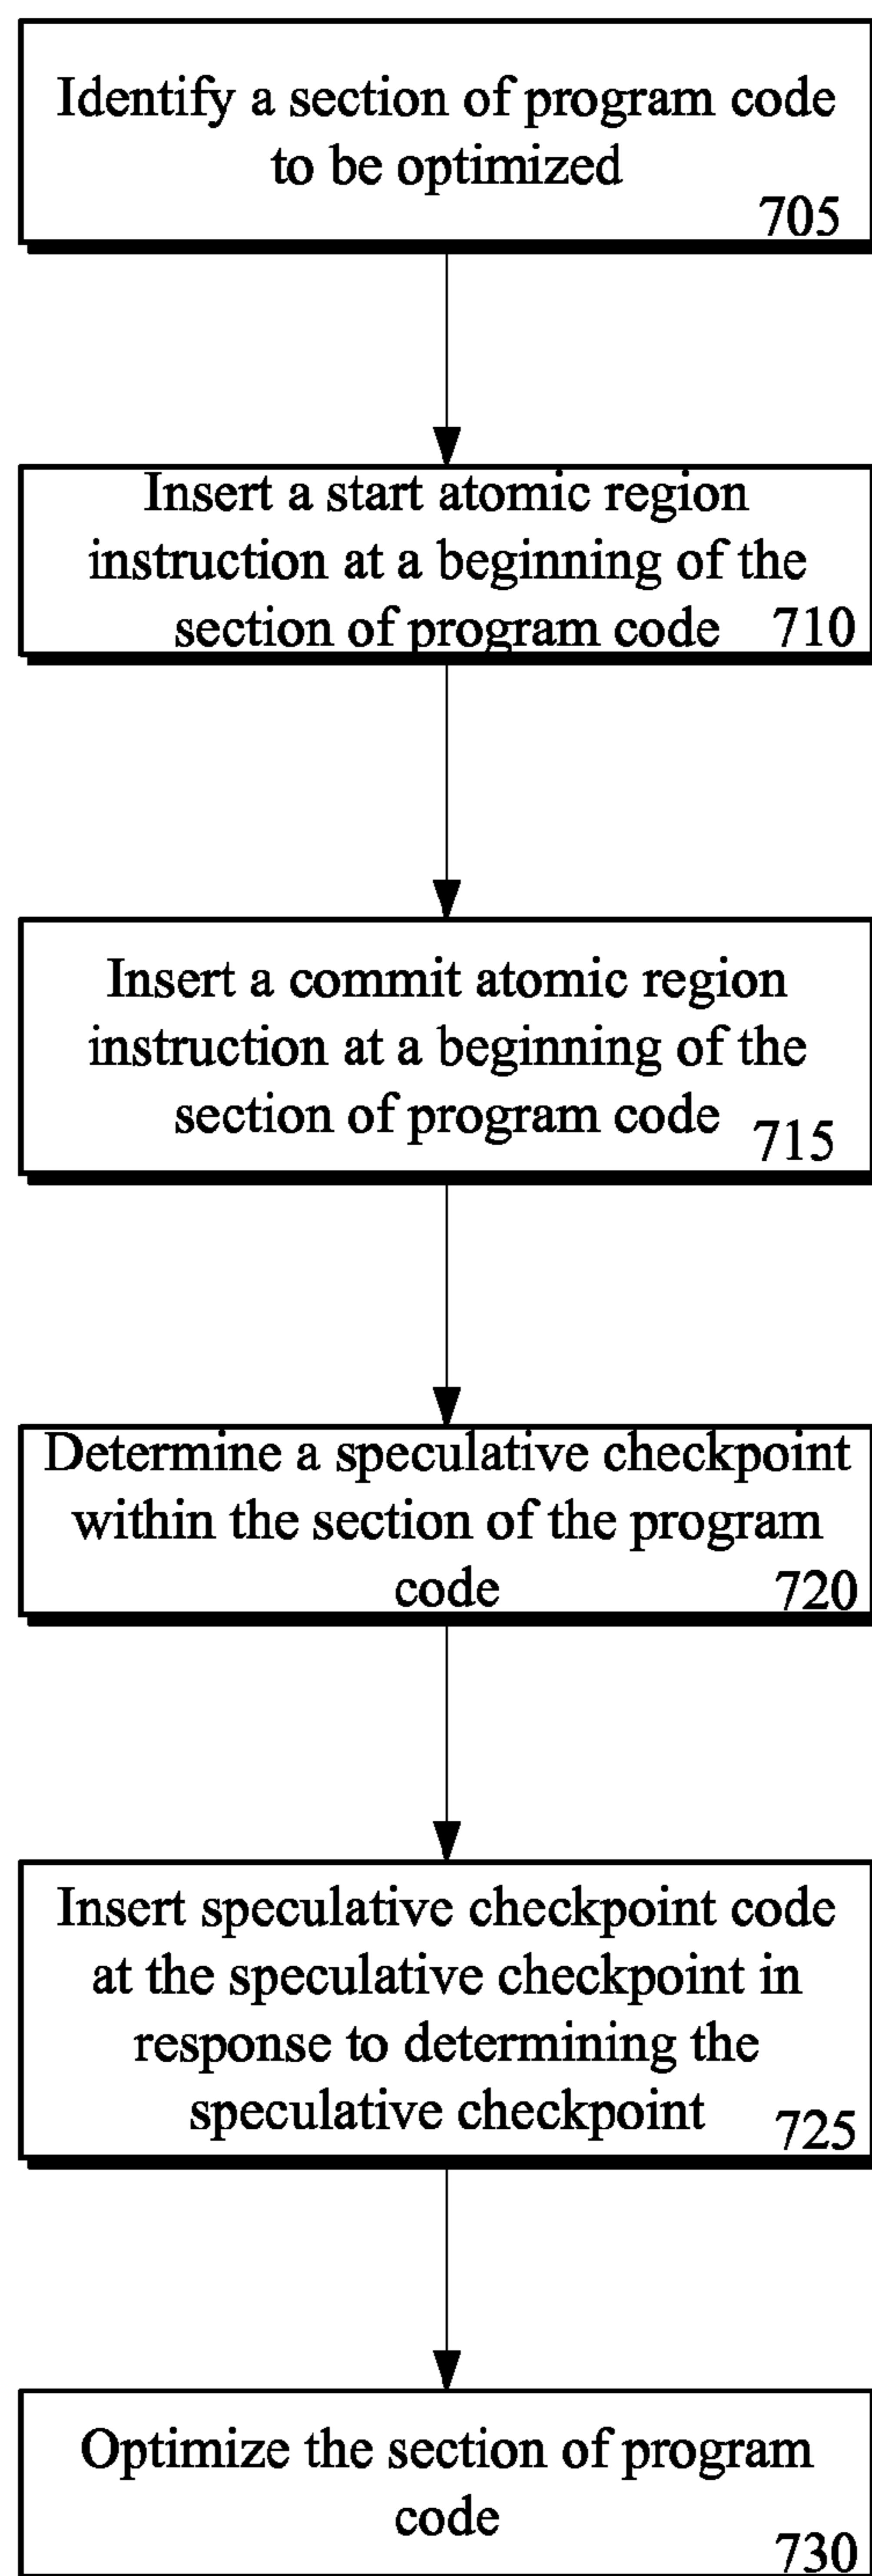 Identify a section of program code
to be optimized
705
Insert a start atomic region
instruction at a beginning of the
section of program code 710
Insert a commit atomic region
instruction at a beginning of the
section of program code 715
Determine a speculative checkpoint
within the section of the program
code 720
Insert speculative checkpoint code
at the speculative checkpoint in
response to determining the
speculative checkpoint 725
Optimize the section of program
code
730